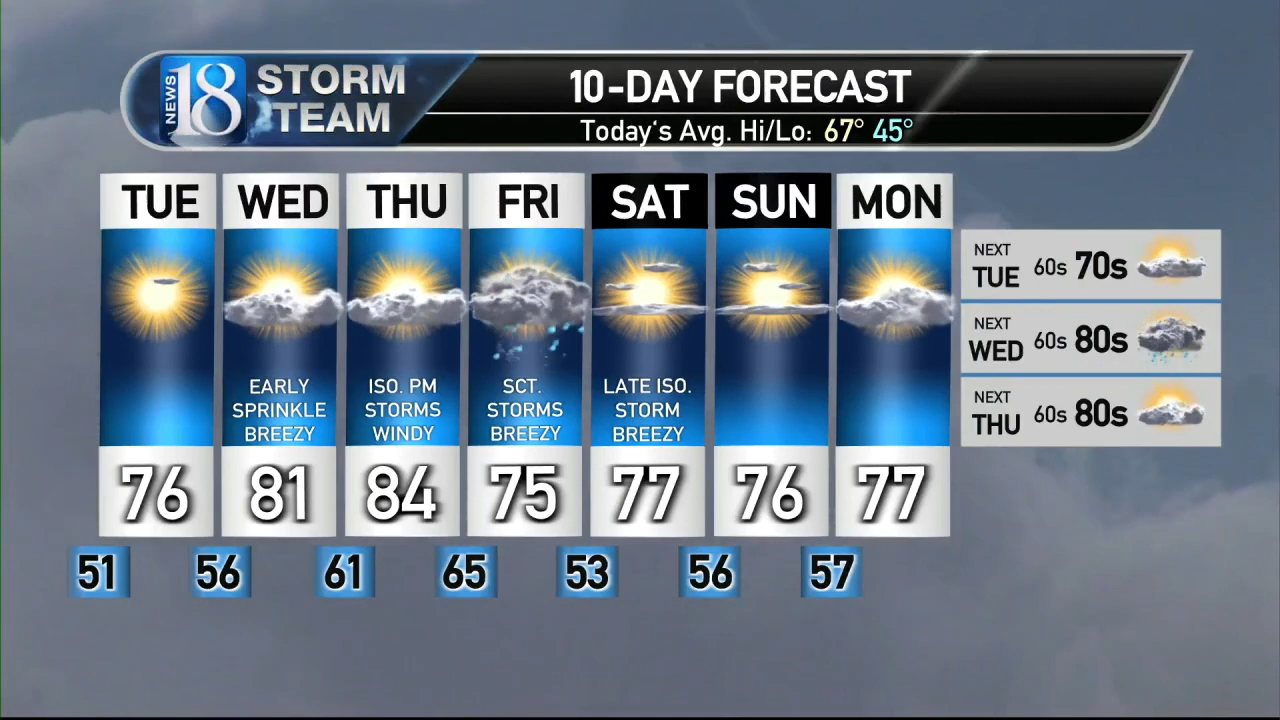 NEWS 18 STORM TEAM
10-DAY FORECAST
Today's Avg. Hi/Lo: 67° 45°
TUE
76
WED
EARLY
SPRINKLE
BREEZY
81
THU
ISO. PM
STORMS
WINDY
84
FRI
SCT.
STORMS
BREEZY
75
SAT
LATE ISO.
STORM
BREEZY
77
SUN
76
MON
77
51 56 61 65 53 56 57
NEXT
TUE 60s 70s
NEXT
WED 60s 80s
NEXT
THU 60s 80s